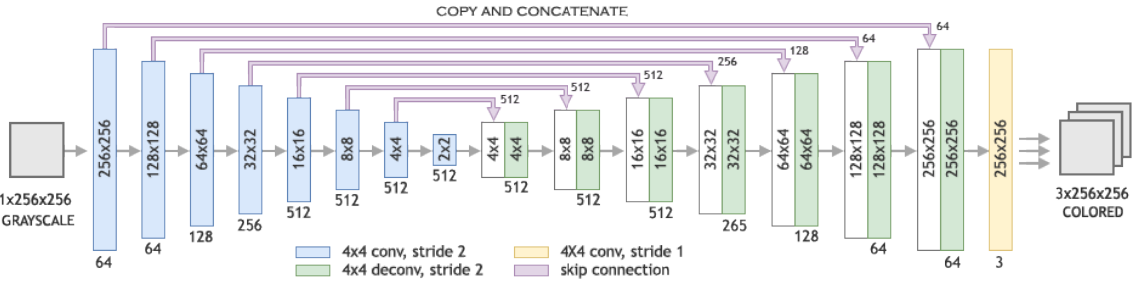 COPY AND CONCATENATE
64
64
128
256
512
512
512
256x256
128x128
64x64
32x32
16x16
8x8
4x4
2x2
4x4
4x4
8x8
8x8
16x16
16x16
32x32
32x32
64x64
64x64
128x128
128x128
256x256
256x256
256x256
1x256x256
GRAYSCALE
3x256x256
COLORED
64
64
128
256
512
512
512
512
512
512
512
265
128
64
64
3
4x4 conv, stride 2
4X4 conv, stride 1
4x4 deconv, stride 2
skip connection